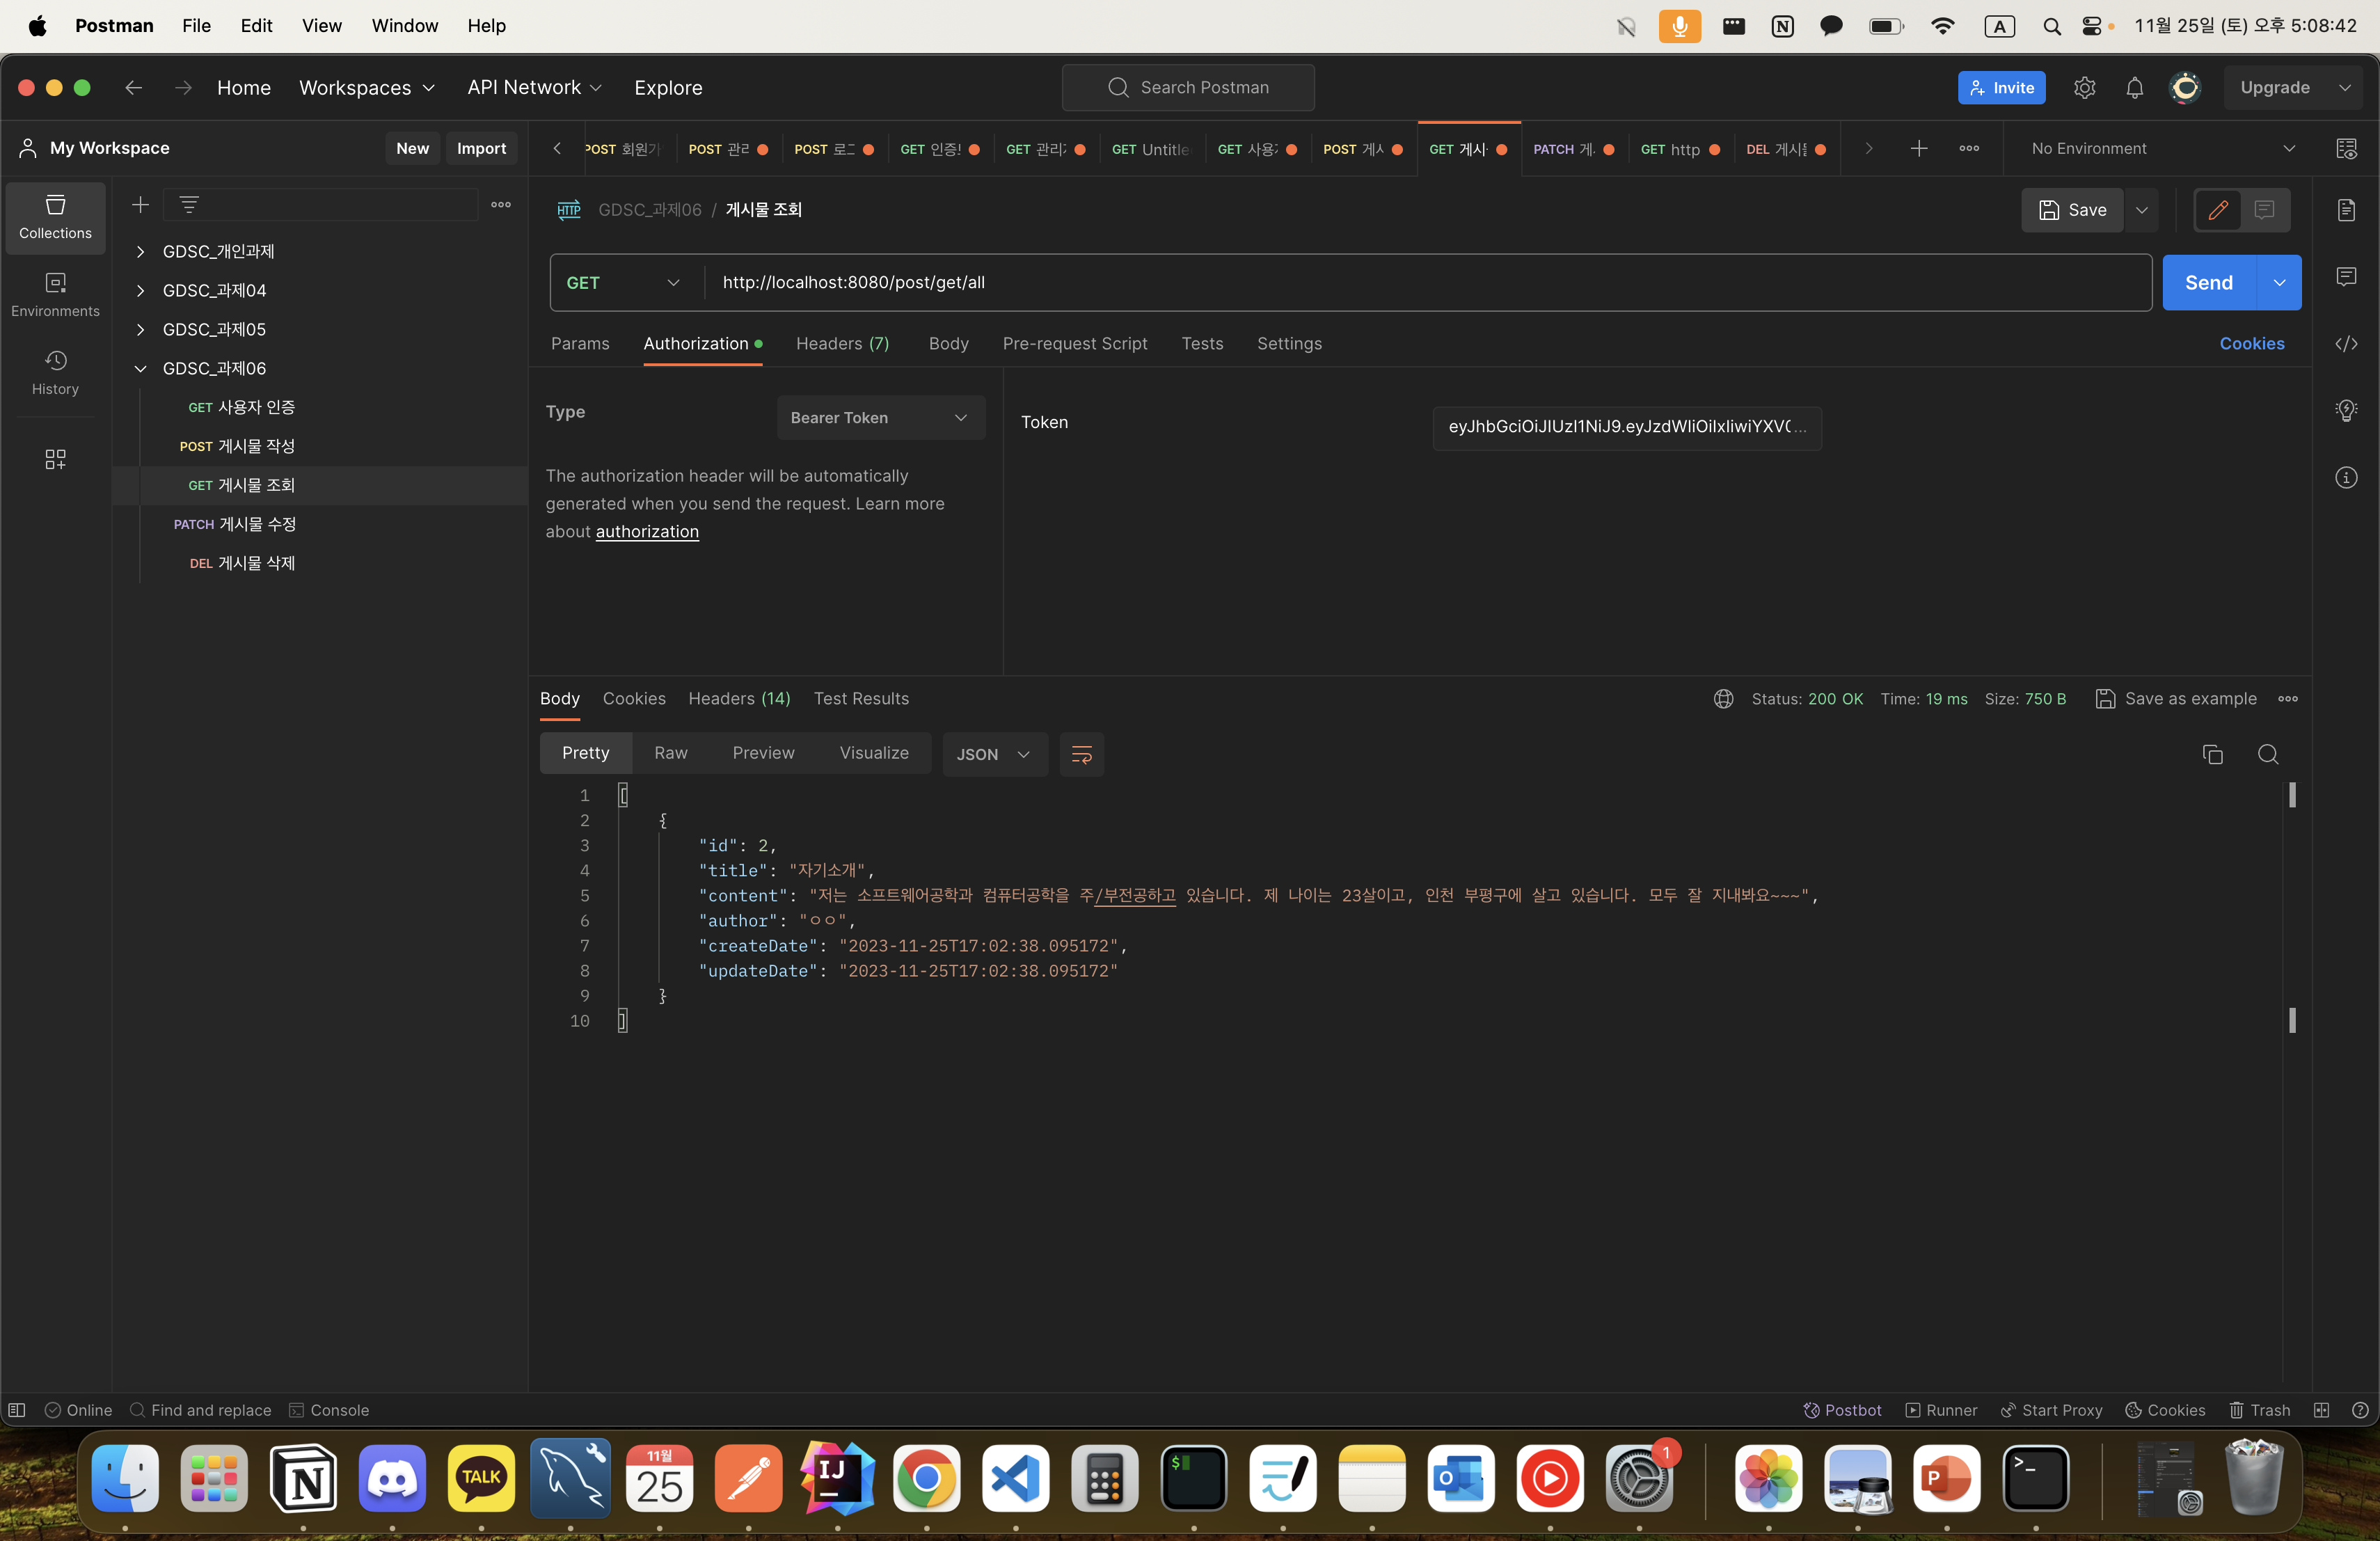 Postman File Edit View Window Help
A 11월 25일 (토) 오후 5:08:42
Home Workspaces API Network Explore Search Postman Invite Upgrade
My Workspace New Import
POST 회원가 POST 관리 POST 로그 GET 인증 GET 관리 GET Untitle GET 사용 POST 게시 GET 게시 PATCH 게 GET http DEL 게시 No Environment
Collections
Environments
History
GDSC_개인과제
GDSC_과제04
GDSC_과제05
GDSC_과제06
GET 사용자 인증
POST 게시물 작성
GET 게시물 조회
PATCH 게시물 수정
DEL 게시물 삭제
HTTP GDSC_과제06 / 게시물 조회 Save
GET http://localhost:8080/post/get/all Send
Params Authorization Headers (7) Body Pre-request Script Tests Settings Cookies
Type Bearer Token
The authorization header will be automatically
generated when you send the request. Learn more
about authorization
Token eyJhbGciOiJIUzI1NiJ9.eyJzdWIiOiIxIiwiYXV0...
Body Cookies Headers (14) Test Results Status: 200 OK Time: 19 ms Size: 750 B Save as example
Pretty Raw Preview Visualize JSON
1 [
2 {
3 "id": 2,
4 "title": "자기소개",
5 "content": "저는 소프트웨어공학과 컴퓨터공학을 주/부전공하고 있습니다. 제 나이는 23살이고, 인천 부평구에 살고 있습니다. 모두 잘 지내봐요~~~",
6 "author": "ㅇㅇ",
7 "createDate": "2023-11-25T17:02:38.095172",
8 "updateDate": "2023-11-25T17:02:38.095172"
9 }
10 ]
Online Find and replace Console Postbot Runner Start Proxy Cookies Trash
TALK
11월
25
IJ
1